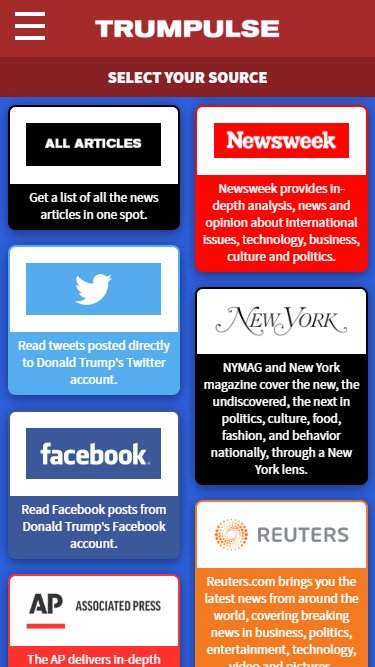 TRUMPULSE
SELECT YOUR SOURCE
ALL ARTICLES
Get a list of all the news
articles in one spot.
Read tweets posted directly
to Donald Trump's Twitter
account.
facebook
Read Facebook posts from
Donald Trump's Facebook
account.
AP ASSOCIATED PRESS
The AP delivers in-depth
Newsweek
Newsweek provides in-
depth analysis, news and
opinion about international
issues, technology, business,
culture and politics.
NEW YORK
NYMAG and New York
magazine cover the new, the
undiscovered, the next in
politics, culture, food,
fashion, and behavior
nationally, through a New
York lens.
REUTERS
Reuters.com brings you the
latest news from around the
world, covering breaking
news in business, politics,
entertainment, technology,
video and pictures.